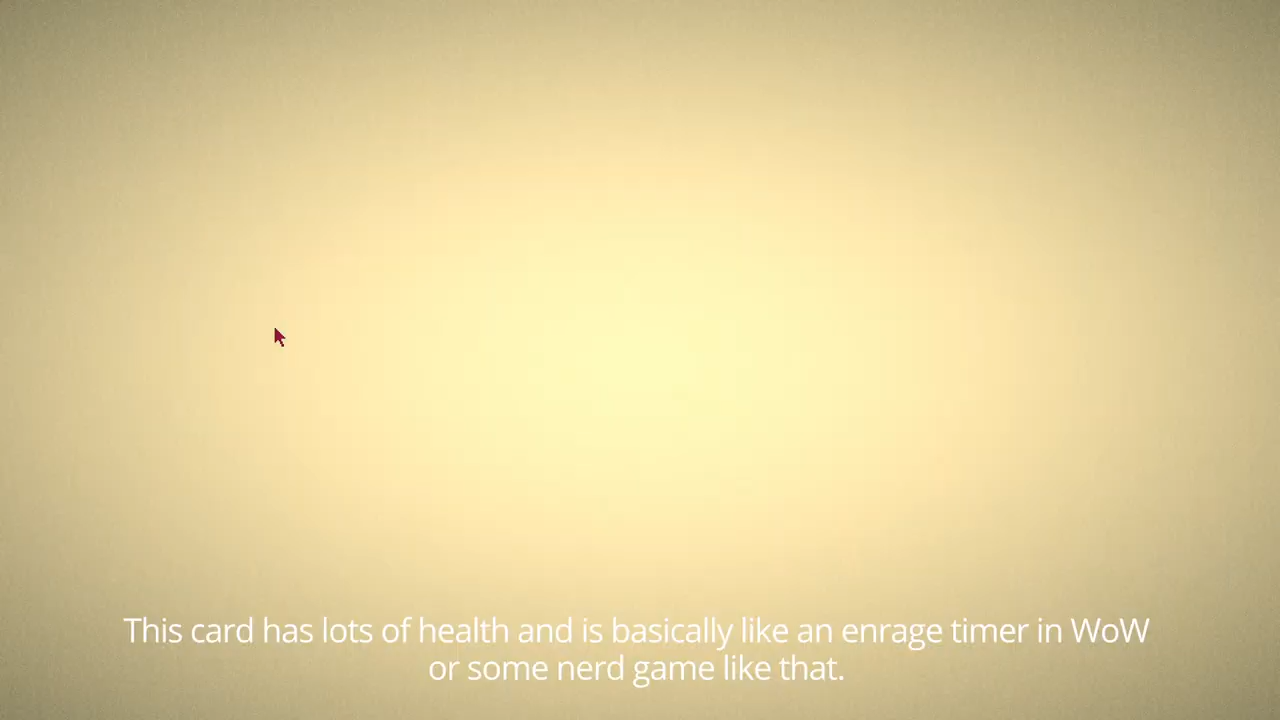 This card has lots of health and is basically like an enrage timer in WoW
or some nerd game like that.